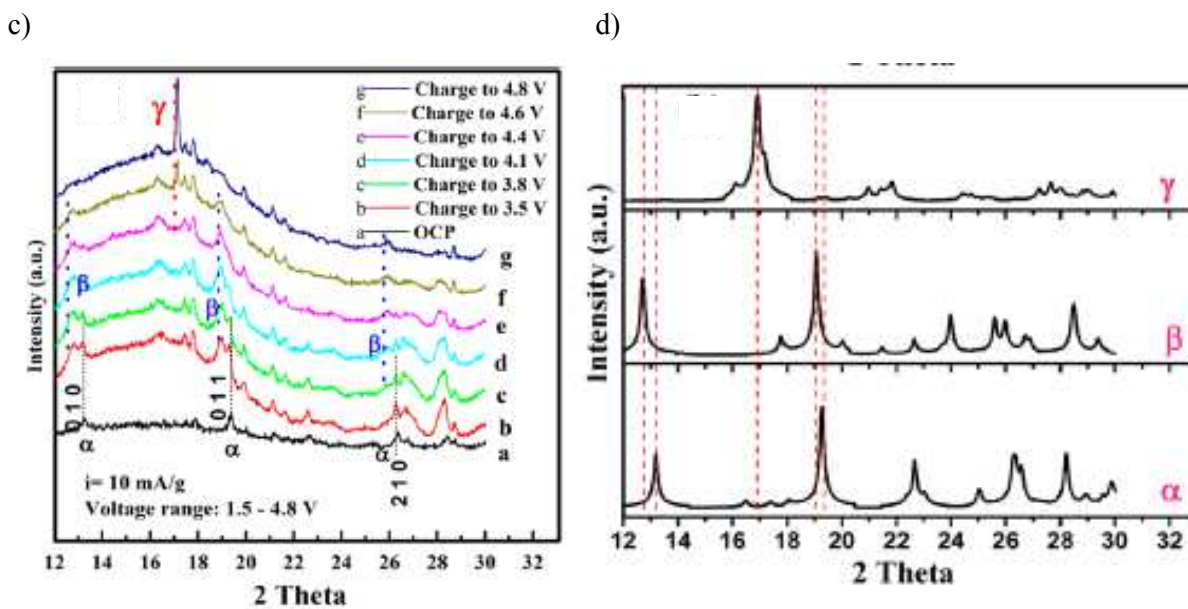 c)
d)
g Charge to 4.8 V
f Charge to 4.6 V
e Charge to 4.4 V
d Charge to 4.1 V
c Charge to 3.8 V
b Charge to 3.5 V
a OCP
γ
β
β
β
0 1 0
α
0 1 1
α
α
2 1 0
g
f
e
d
c
b
a
i= 10 mA/g
Voltage range: 1.5 - 4.8 V
Intensity (a.u.)
12 14 16 18 20 22 24 26 28 30 32
2 Theta
γ
β
α
Intensity (a.u.)
12 14 16 18 20 22 24 26 28 30 32
2 Theta